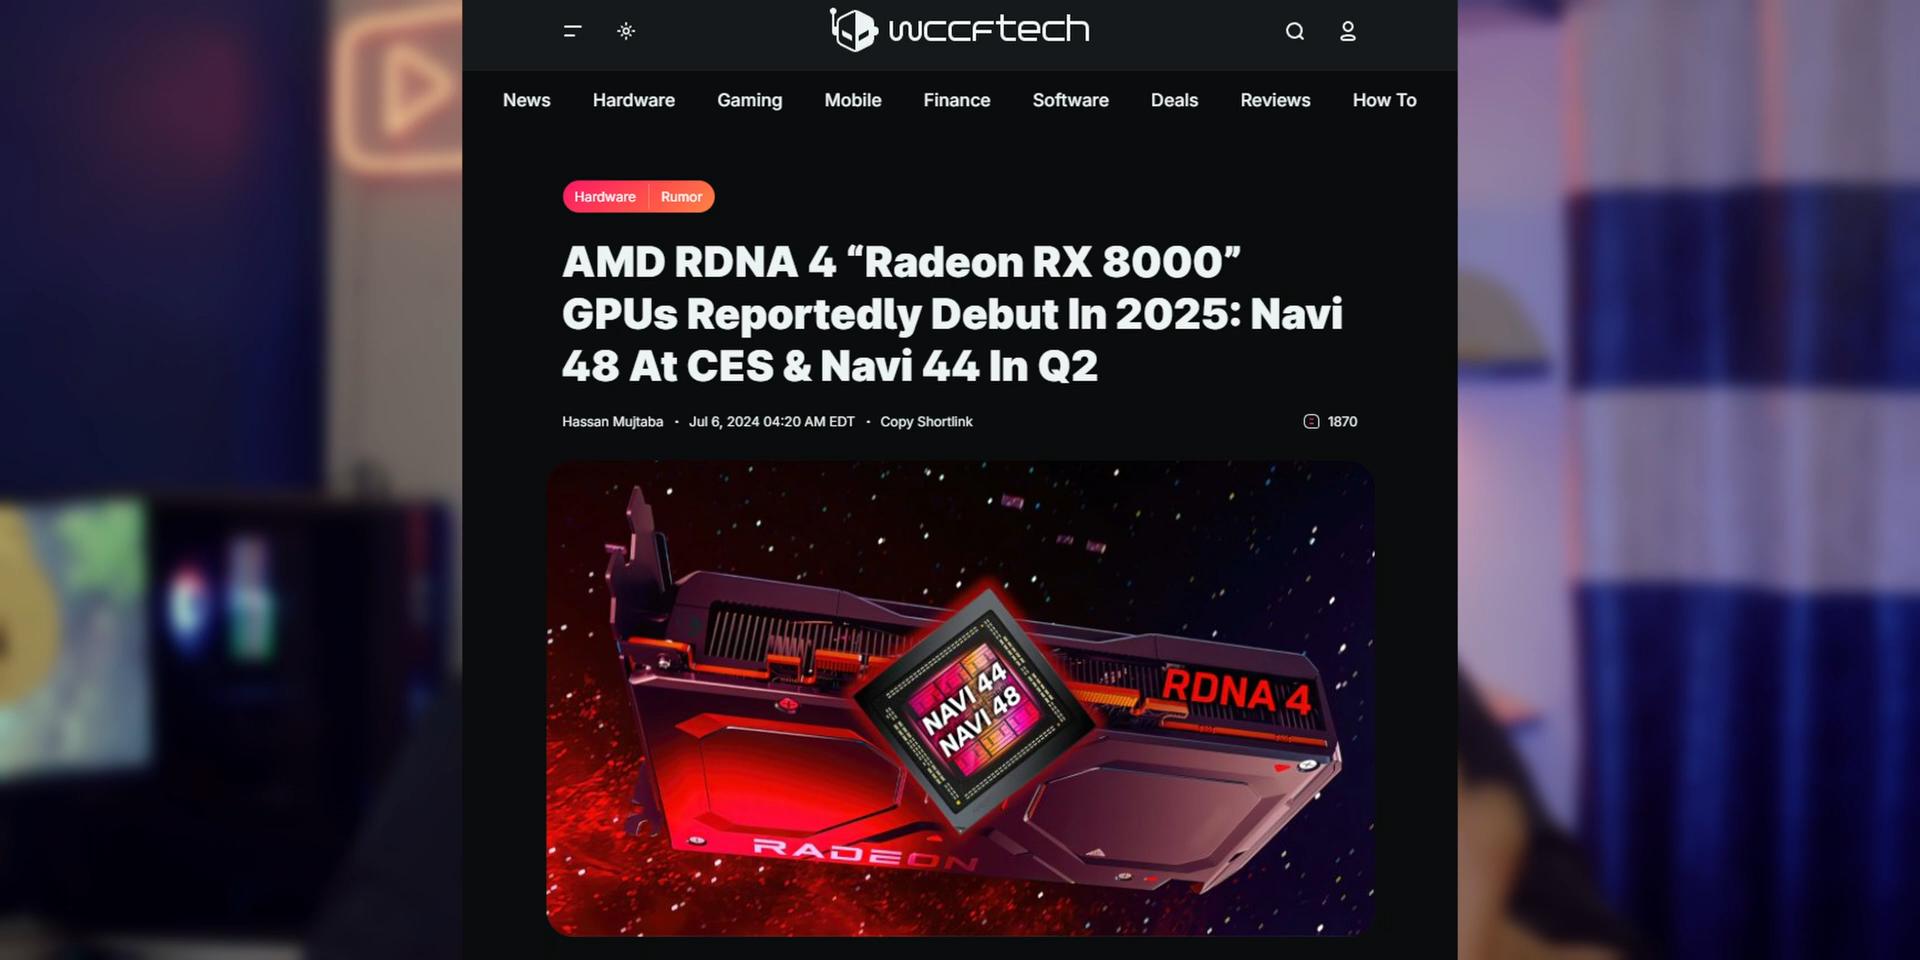 wccftech
News Hardware Gaming Mobile Finance Software Deals Reviews How To
Hardware Rumor
AMD RDNA 4 “Radeon RX 8000”
GPUs Reportedly Debut In 2025: Navi
48 At CES & Navi 44 In Q2
Hassan Mujtaba • Jul 6, 2024 04:20 AM EDT • Copy Shortlink 1870
RDNA 4
NAVI 44
NAVI 48
RADEON